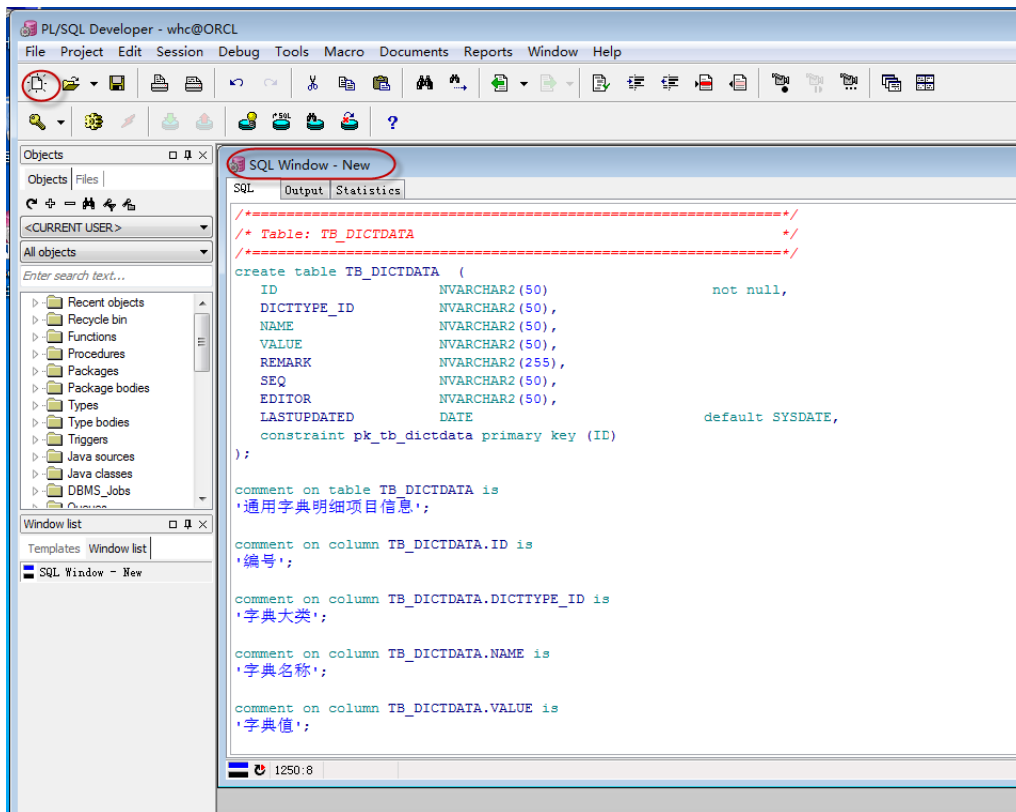 PL/SQL Developer - whc@ORCL
File Project Edit Session Debug Tools Macro Documents Reports Window Help
Objects
Objects Files
<CURRENT USER>
All objects
Enter search text...
Recent objects
Recycle bin
Functions
Procedures
Packages
Package bodies
Types
Type bodies
Triggers
Java sources
Java classes
DBMS_Jobs
Window list
Templates Window list
SQL Window - New
SQL Window - New
SQL Output Statistics
/*==============================================================*/
/* Table: TB_DICTDATA */
/*==============================================================*/
create table TB_DICTDATA (
ID NVARCHAR2(50) not null,
DICTTYPE_ID NVARCHAR2(50),
NAME NVARCHAR2(50),
VALUE NVARCHAR2(50),
REMARK NVARCHAR2(255),
SEQ NVARCHAR2(50),
EDITOR NVARCHAR2(50),
LASTUPDATED DATE default SYSDATE,
constraint pk_tb_dictdata primary key (ID)
);
comment on table TB_DICTDATA is
'通用字典明细项目信息';
comment on column TB_DICTDATA.ID is
'编号';
comment on column TB_DICTDATA.DICTTYPE_ID is
'字典大类';
comment on column TB_DICTDATA.NAME is
'字典名称';
comment on column TB_DICTDATA.VALUE is
'字典值';
1250:8